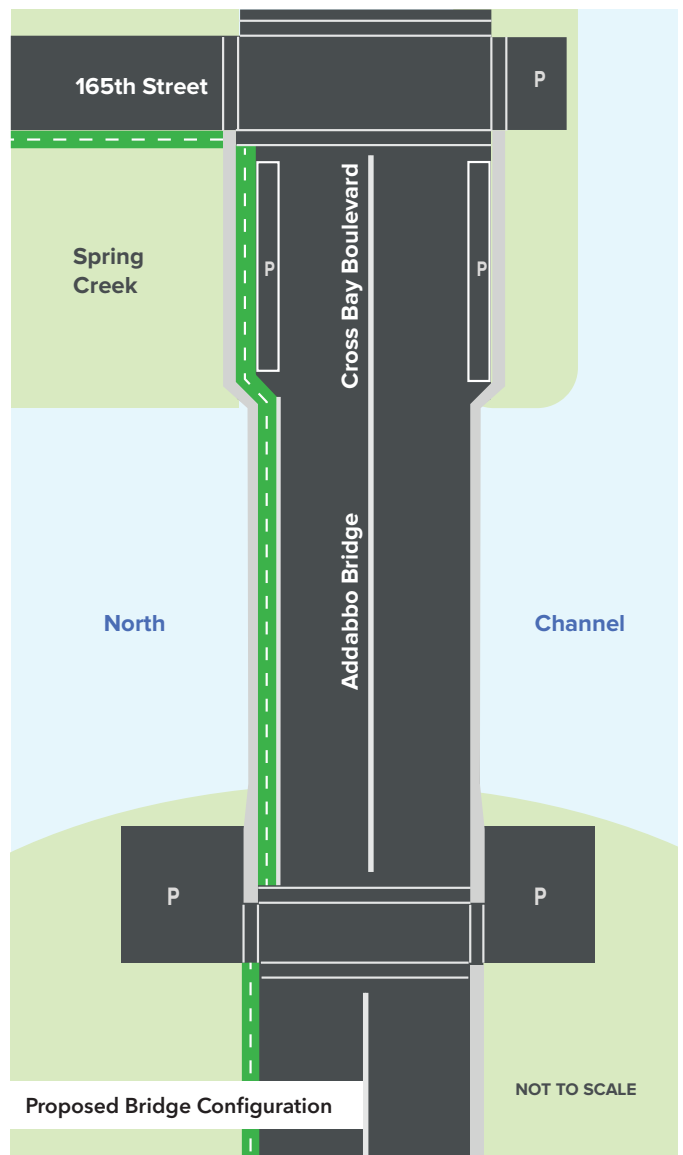 165th Street
P
Cross Bay Boulevard
Spring
Creek
P
P
Addabbo Bridge
North
Channel
P
P
NOT TO SCALE
Proposed Bridge Configuration